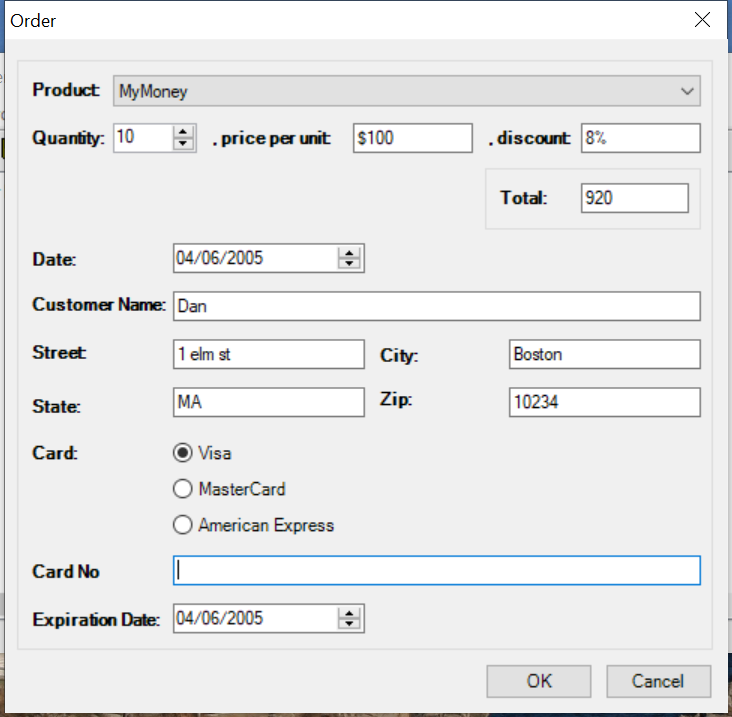 Order
Product: MyMoney
Quantity: 10 , price per unit: $100 , discount: 8%
Total: 920
Date: 04/06/2005
Customer Name: Dan
Street: 1 elm st City: Boston
State: MA Zip: 10234
Card: Visa
MasterCard
American Express
Card No
Expiration Date: 04/06/2005
OK Cancel